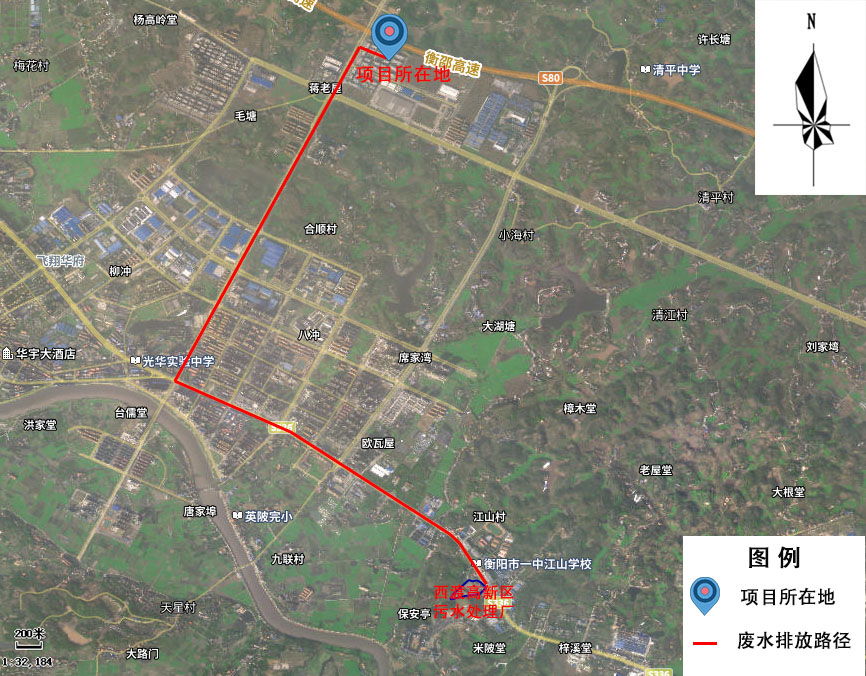 杨高岭堂
许长塘
N
梅花村
衡邵高速
清平中学
项目所在地
S80
蒋老屋
毛塘
清平村
合顺村
小海村
飞翔华府
柳冲
清江村
大湖塘
八冲
刘家塆
华宇大酒店
光华实验中学
席家湾
台儒堂
樟木堂
洪家堂
欧瓦屋
老屋堂
大根堂
唐家埠
英陂完小
江山村
九联村
衡阳市一中江山学校
西渡高新区
污水处理厂
天星村
保安亭
200米
1:32,184
大路门
米陂堂
梓溪堂
S336
图例
项目所在地
废水排放路径